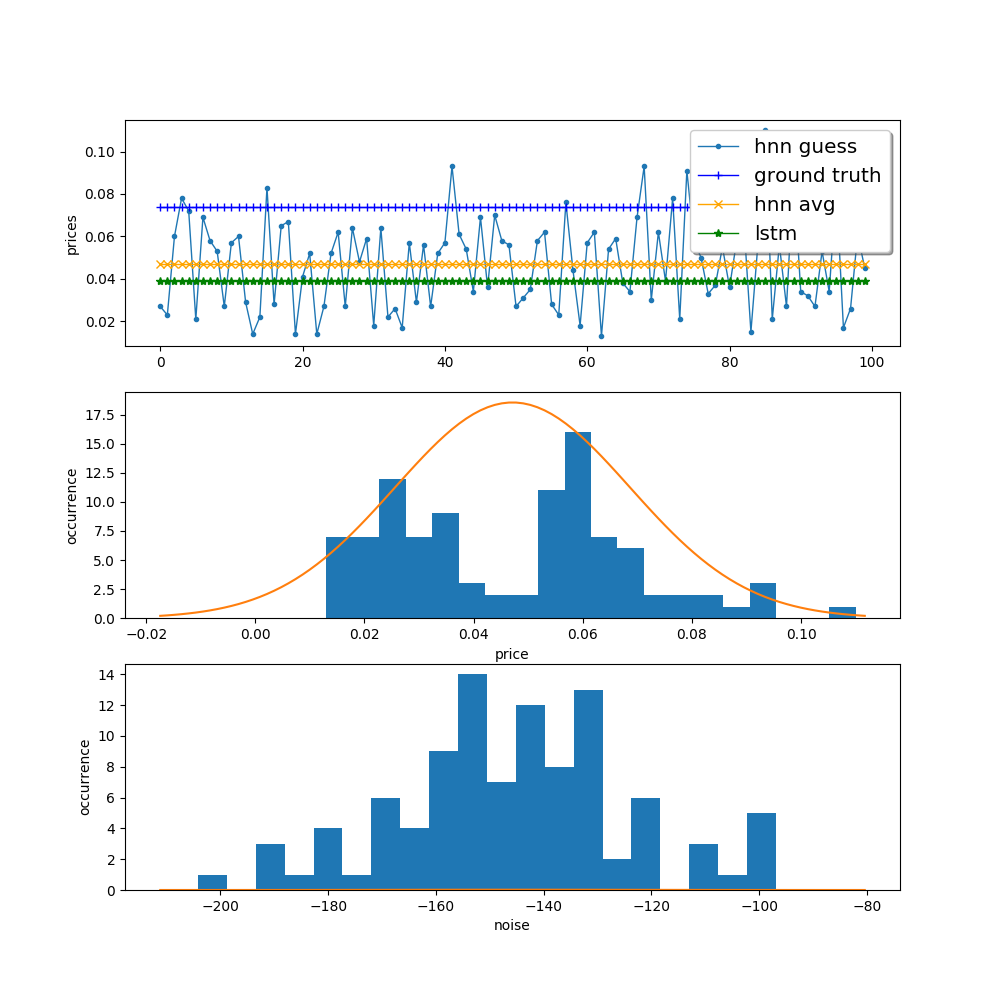 prices
0.10
0.08
0.06
0.04
0.02
hnn guess
ground truth
hnn avg
lstm
0 20 40 60 80 100
occurrence
17.5
15.0
12.5
10.0
7.5
5.0
2.5
0.0
−0.02 0.00 0.02 0.04 0.06 0.08 0.10
price
occurrence
14
12
10
8
6
4
2
0
−200 −180 −160 −140 −120 −100 −80
noise